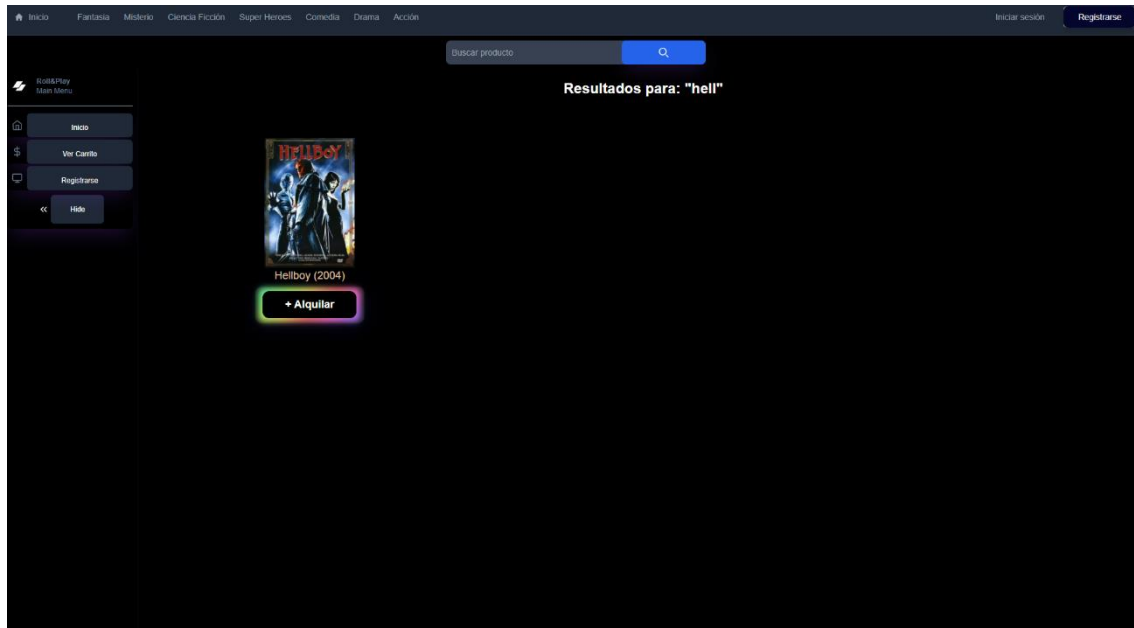 Inicio Fantasia Misterio Ciencia Ficción Super Heroes Comedia Drama Acción Iniciar sesión Registrarse
Buscar producto
Roll&Play
Main Menu
Resultados para: "hell"
Inicio
$ Ver Carrito
Registrarse
« Hide
HELLBOY
Hellboy (2004)
+ Alquilar